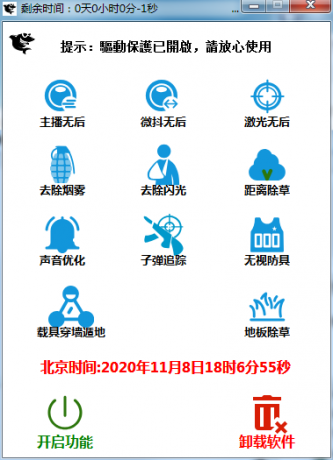 剩余时间：0天0小时0分-1秒
提示：驅動保護已開啟，請放心使用
主播无后 微抖无后 激光无后
去除烟雾 去除闪光 距离除草
声音优化 子弹追踪 无视防具
载具穿墙遁地 地板除草
北京时间:2020年11月8日18时6分55秒
开启功能 卸载软件